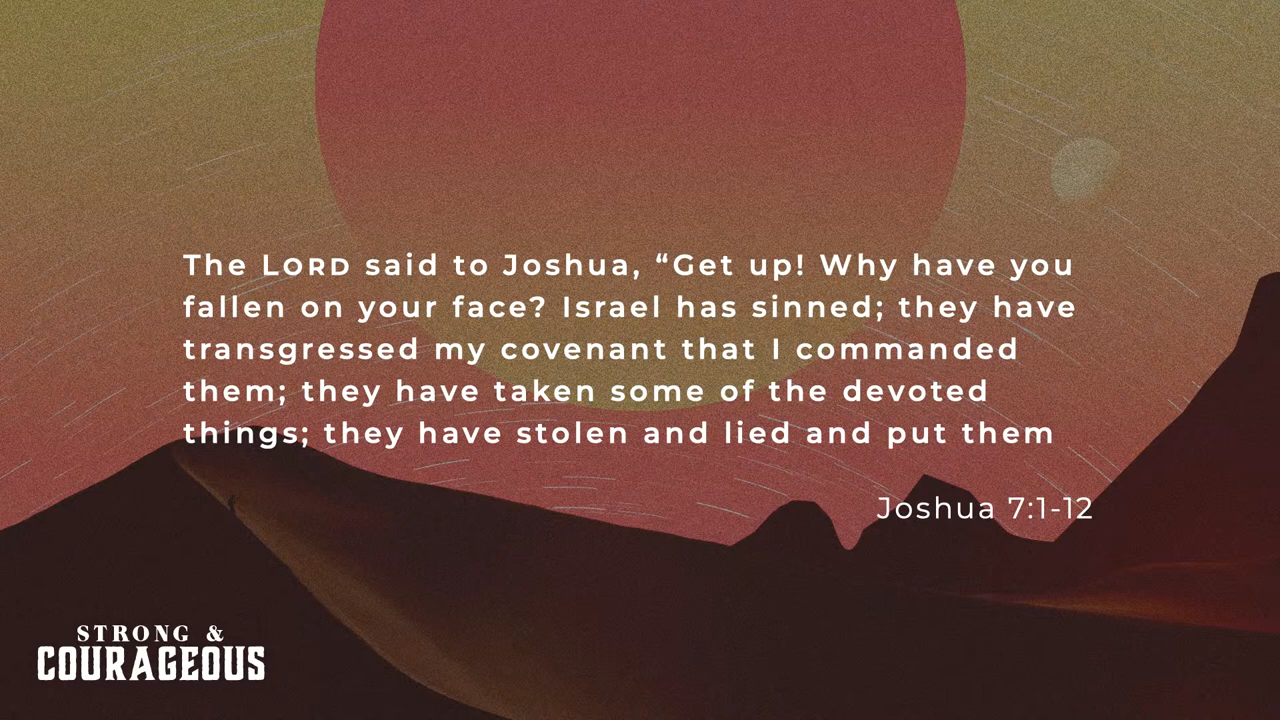 The LORD said to Joshua, “Get up! Why have you
fallen on your face? Israel has sinned; they have
transgressed my covenant that I commanded
them; they have taken some of the devoted
things; they have stolen and lied and put them
Joshua 7:1-12
STRONG &
COURAGEOUS